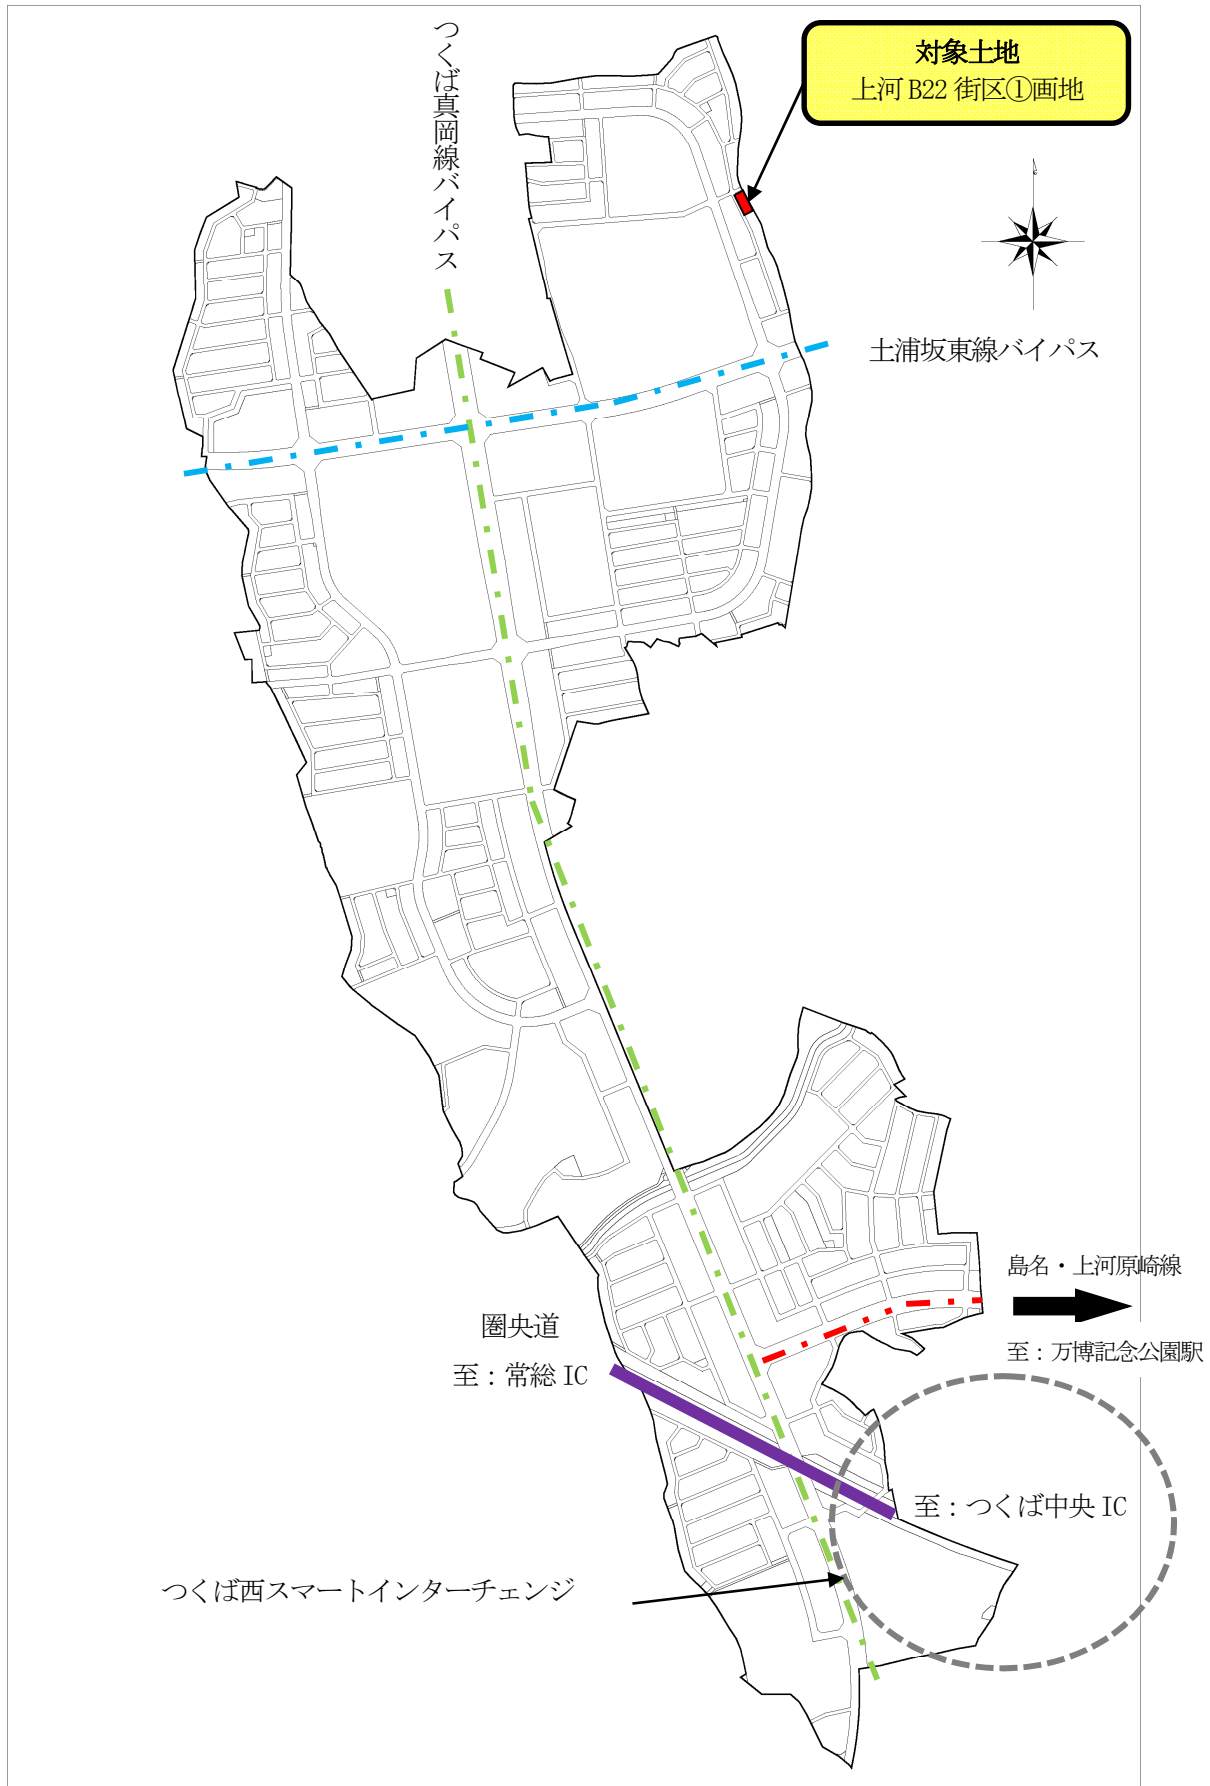 つくば真岡線バイパス
対象土地
上河 B22 街区①画地
土浦坂東線バイパス
島名・上河原崎線
圏央道
至：万博記念公園駅
至：常総 IC
至：つくば中央 IC
つくば西スマートインターチェンジ